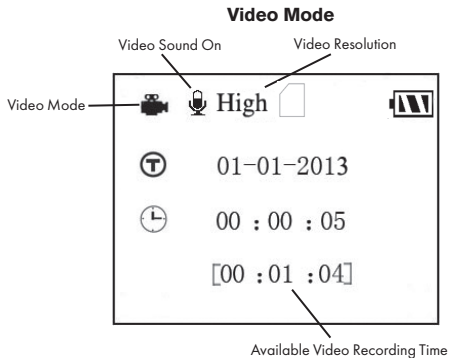 Video Mode
Video Sound On Video Resolution
Video Mode High
T 01-01-2013
00 : 00 : 05
[00 : 01 : 04]
Available Video Recording Time